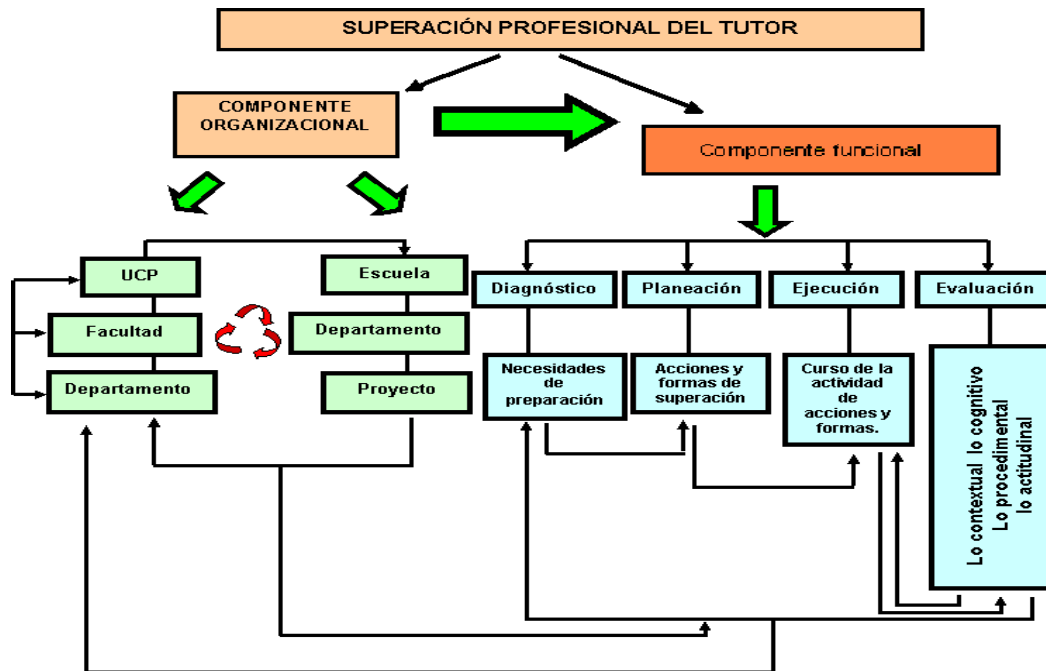 SUPERACIÓN PROFESIONAL DEL TUTOR
COMPONENTE
ORGANIZACIONAL
Componente funcional
UCP
Facultad
Departamento
Escuela
Departamento
Proyecto
Diagnóstico
Planeación
Ejecución
Evaluación
Necesidades
de
preparación
Acciones y
formas de
superación
Curso de la
actividad
de
acciones y
formas.
Lo contextual lo cognitivo
Lo procedimental
lo actitudinal